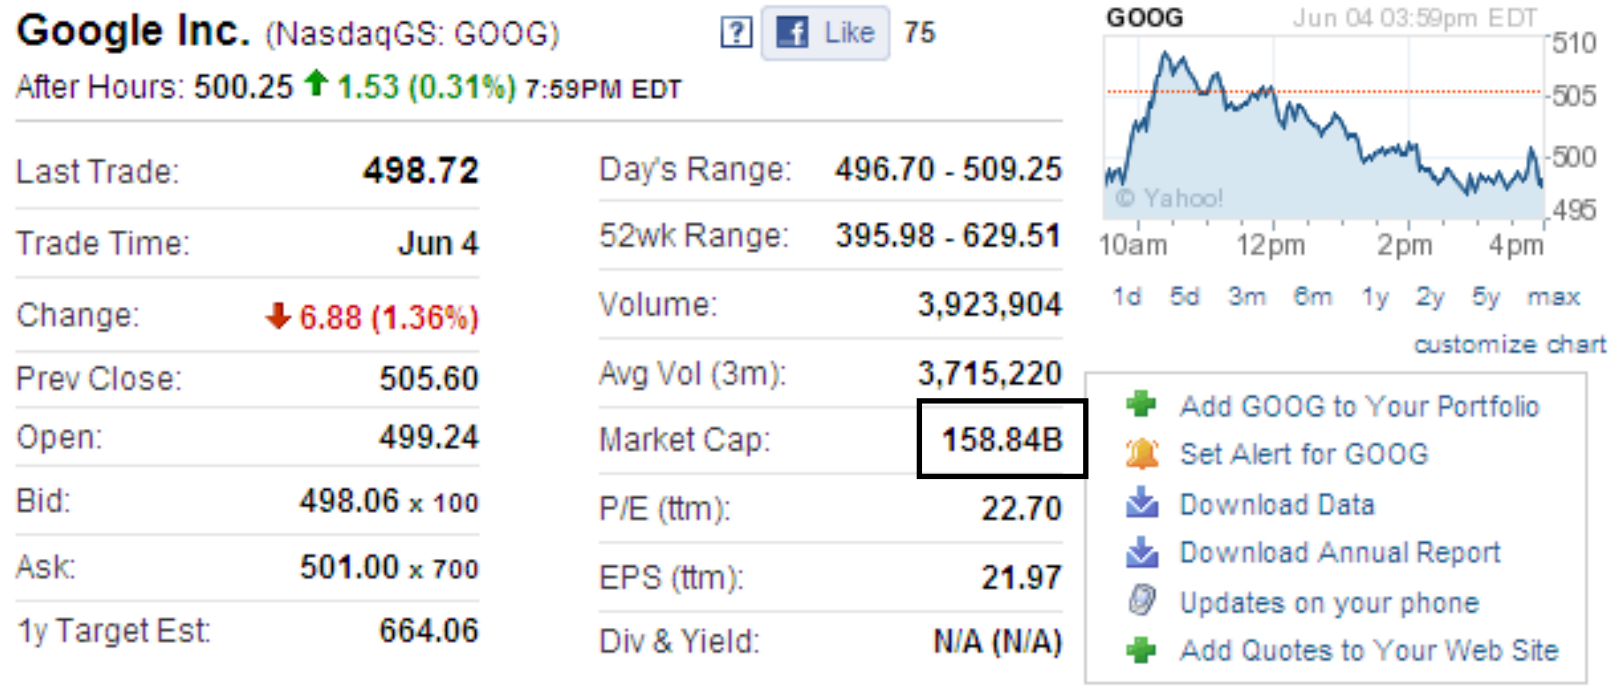 Google Inc. (NasdaqGS: GOOG)
? f Like 75
After Hours: 500.25 1.53 (0.31%) 7:59PM EDT
Last Trade: 498.72
Trade Time: Jun 4
Change: 6.88 (1.36%)
Prev Close: 505.60
Open: 499.24
Bid: 498.06 x 100
Ask: 501.00 x 700
1y Target Est: 664.06
Day's Range: 496.70 - 509.25
52wk Range: 395.98 - 629.51
Volume: 3,923,904
Avg Vol (3m): 3,715,220
Market Cap: 158.84B
P/E (ttm): 22.70
EPS (ttm): 21.97
Div & Yield: N/A (N/A)
GOOG Jun 04 03:59pm EDT
510
505
500
495
© Yahoo!
10am 12pm 2pm 4pm
1d 5d 3m 6m 1y 2y 5y max
customize chart
Add GOOG to Your Portfolio
Set Alert for GOOG
Download Data
Download Annual Report
Updates on your phone
Add Quotes to Your Web Site